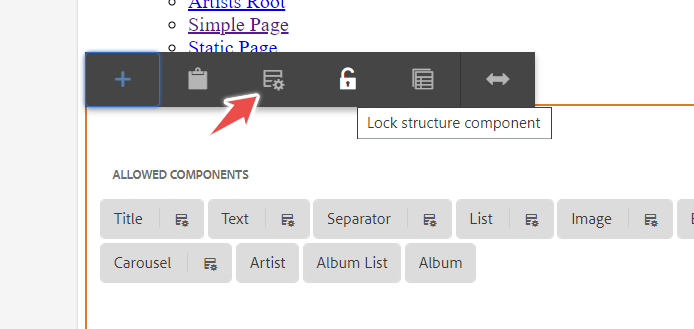 Artists Root
Simple Page
Static Page
Lock structure component
ALLOWED COMPONENTS
Title Text Separator List Image
Carousel Artist Album List Album